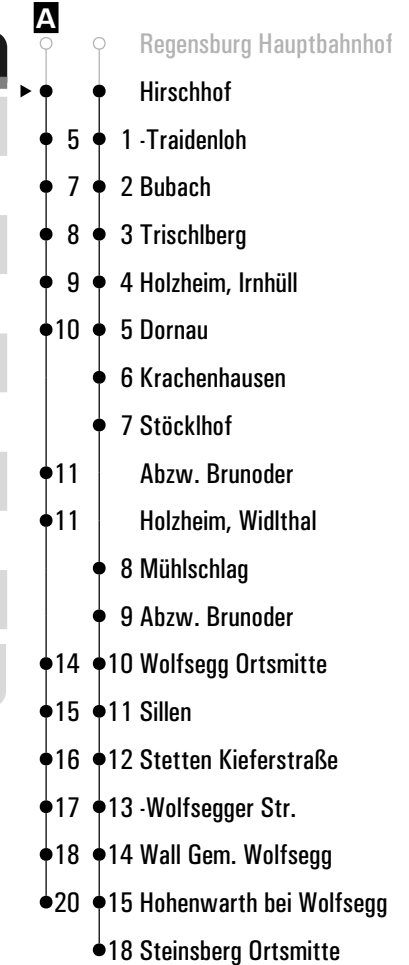 A
Regensburg Hauptbahnhof
Hirschhof
5 1 -Traidenloh
7 2 Bubach
8 3 Trischlberg
9 4 Holzheim, Irnhüll
10 5 Dornau
6 Krachenhausen
7 Stöcklhof
11 Abzw. Brunoder
11 Holzheim, Widlthal
8 Mühlschlag
9 Abzw. Brunoder
14 10 Wolfsegg Ortsmitte
15 11 Sillen
16 12 Stetten Kieferstraße
17 13 -Wolfsegger Str.
18 14 Wall Gem. Wolfsegg
20 15 Hohenwarth bei Wolfsegg
18 Steinsberg Ortsmitte